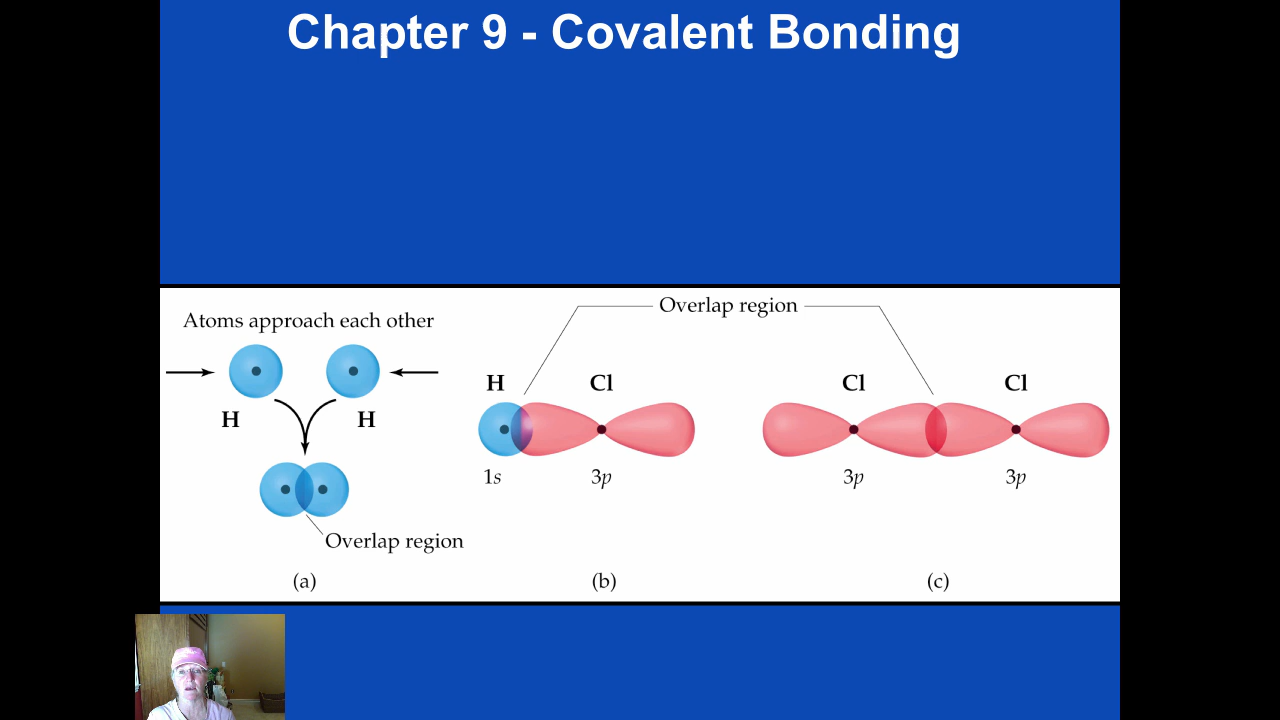 Chapter 9 - Covalent Bonding
Overlap region
Atoms approach each other
H Cl
Cl Cl
H H
1s 3p
3p 3p
Overlap region
(a) (b) (c)